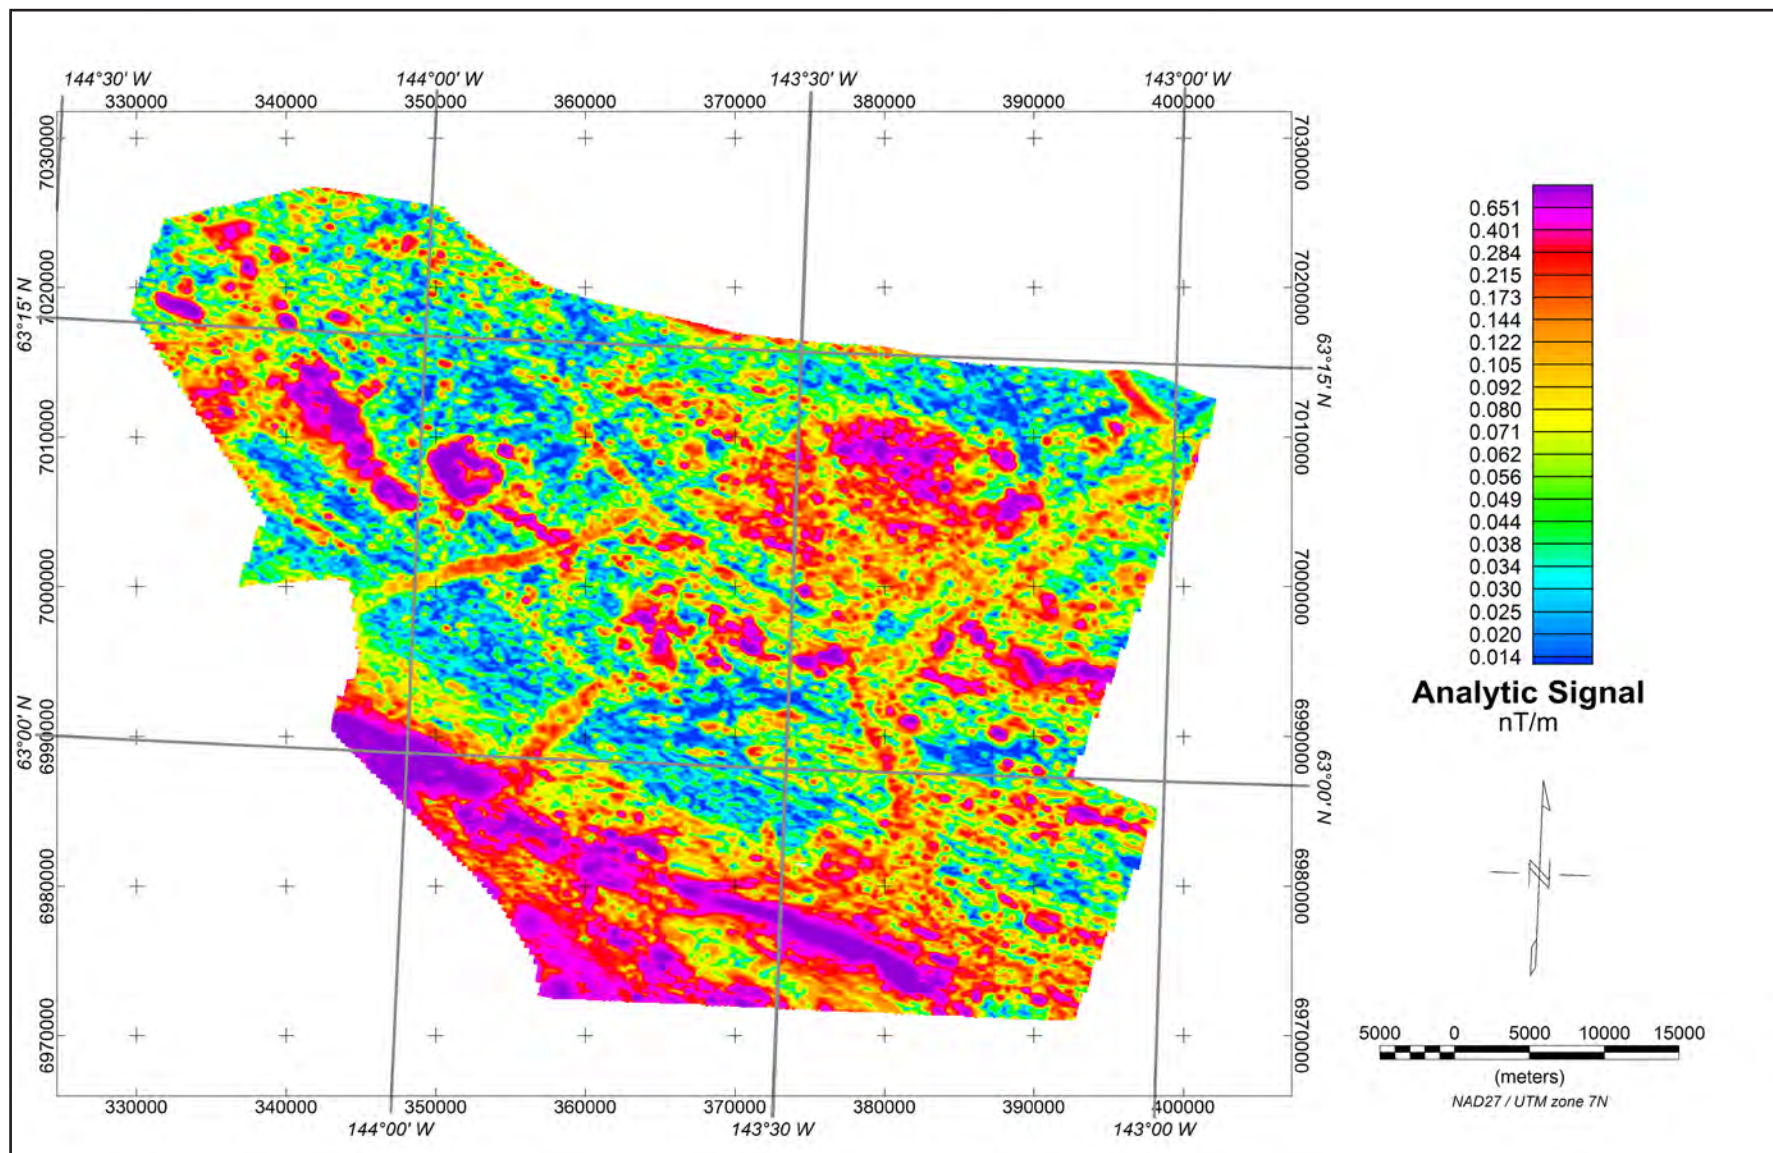 144°30' W 144°00' W 143°30' W 143°00' W
330000 340000 350000 360000 370000 380000 390000 400000
7030000 7030000
7020000 7020000
63°15' N 63°15' N
7010000 7010000
7000000 7000000
63°00' N 63°00' N
6990000 6990000
6980000 6980000
6970000 6970000
330000 340000 350000 360000 370000 380000 390000 400000
144°00' W 143°30' W 143°00' W
0.651
0.401
0.284
0.215
0.173
0.144
0.122
0.105
0.092
0.080
0.071
0.062
0.056
0.049
0.044
0.038
0.034
0.030
0.025
0.020
0.014
Analytic Signal
nT/m
N
5000 0 5000 10000 15000
(meters)
NAD27 / UTM zone 7N